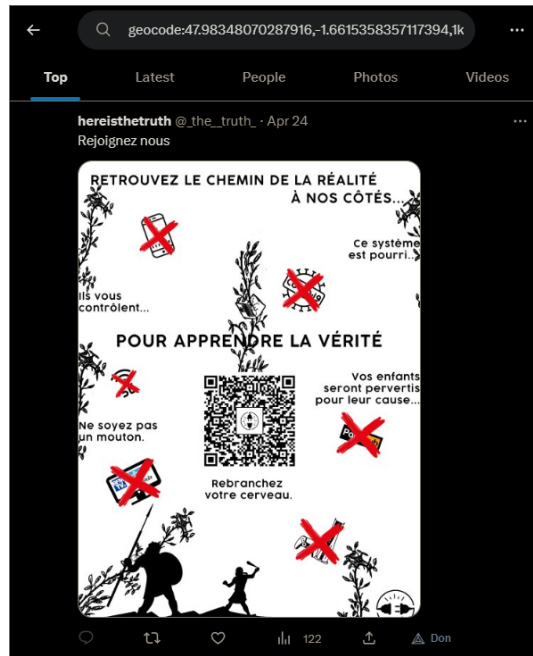 geocode:47.98348070287916,-1.6615358357117394,1k
Top
Latest
People
Photos
Videos
hereisthetruth @_the__truth_ · Apr 24
Rejoignez nous
RETROUVEZ LE CHEMIN DE LA RÉALITÉ
À NOS CÔTÉS...
Ce système
est pourri...
Ils vous
contrôlent...
POUR APPRENDRE LA VÉRITÉ
Vos enfants
seront pervertis
pour leur cause...
Ne soyez pas
un mouton.
TV
Rebranchez
votre cerveau.
122
Don